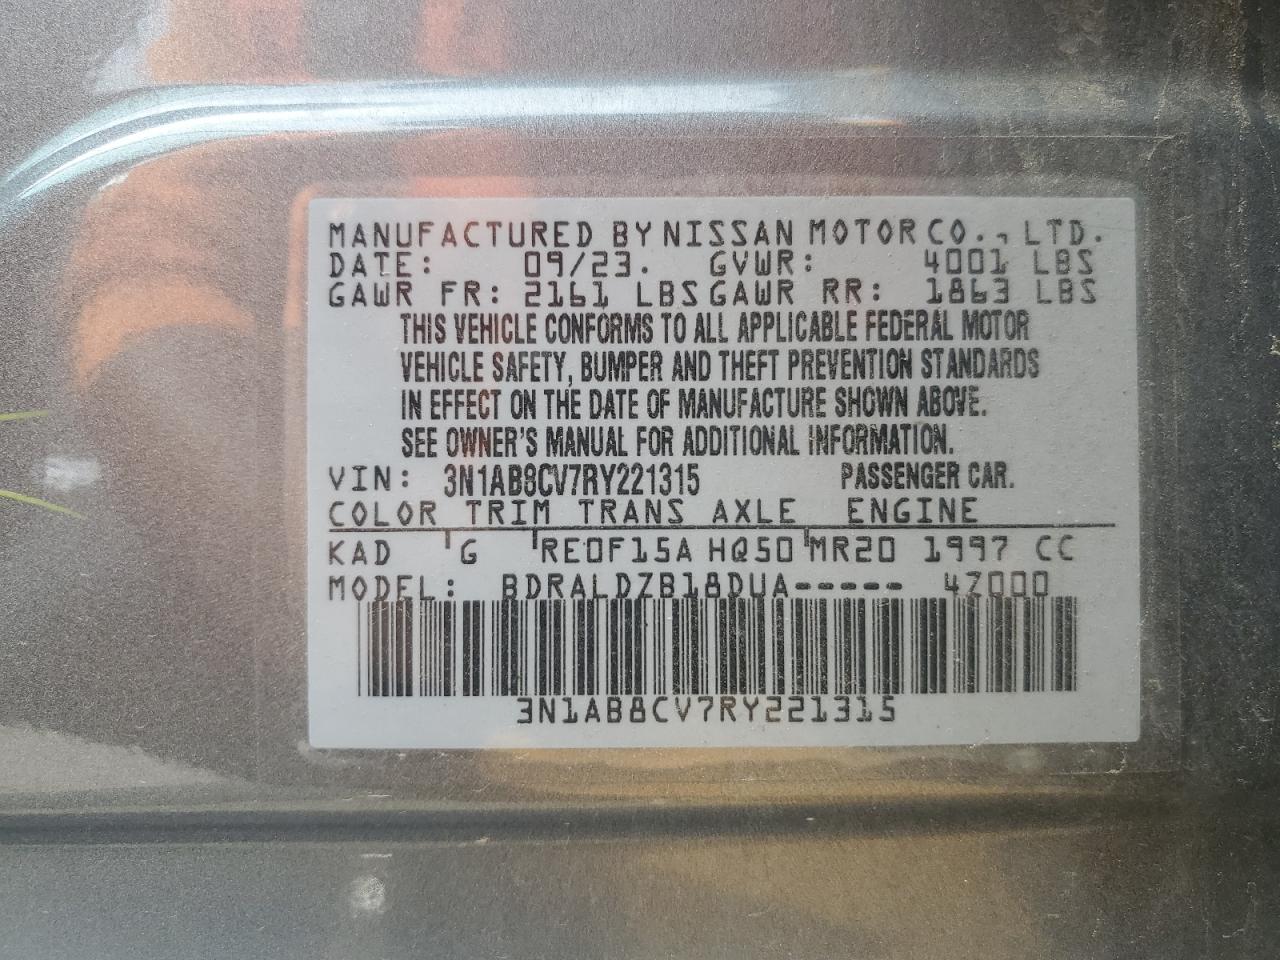 MANUFACTURED BY NISSAN MOTOR CO., LTD.
DATE: 09/23. GVWR: 4001 LBS
GAWR FR: 2161 LBS GAWR RR: 1863 LBS
THIS VEHICLE CONFORMS TO ALL APPLICABLE FEDERAL MOTOR
VEHICLE SAFETY, BUMPER AND THEFT PREVENTION STANDARDS
IN EFFECT ON THE DATE OF MANUFACTURE SHOWN ABOVE.
SEE OWNER'S MANUAL FOR ADDITIONAL INFORMATION.
VIN: 3N1AB8CV7RY221315 PASSENGER CAR.
COLOR TRIM TRANS AXLE ENGINE
KAD G RE0F15A HQ50 MR20 1997 CC
MODEL: BDRALDZB18DUA----- 4Z000
3N1AB8CV7RY221315